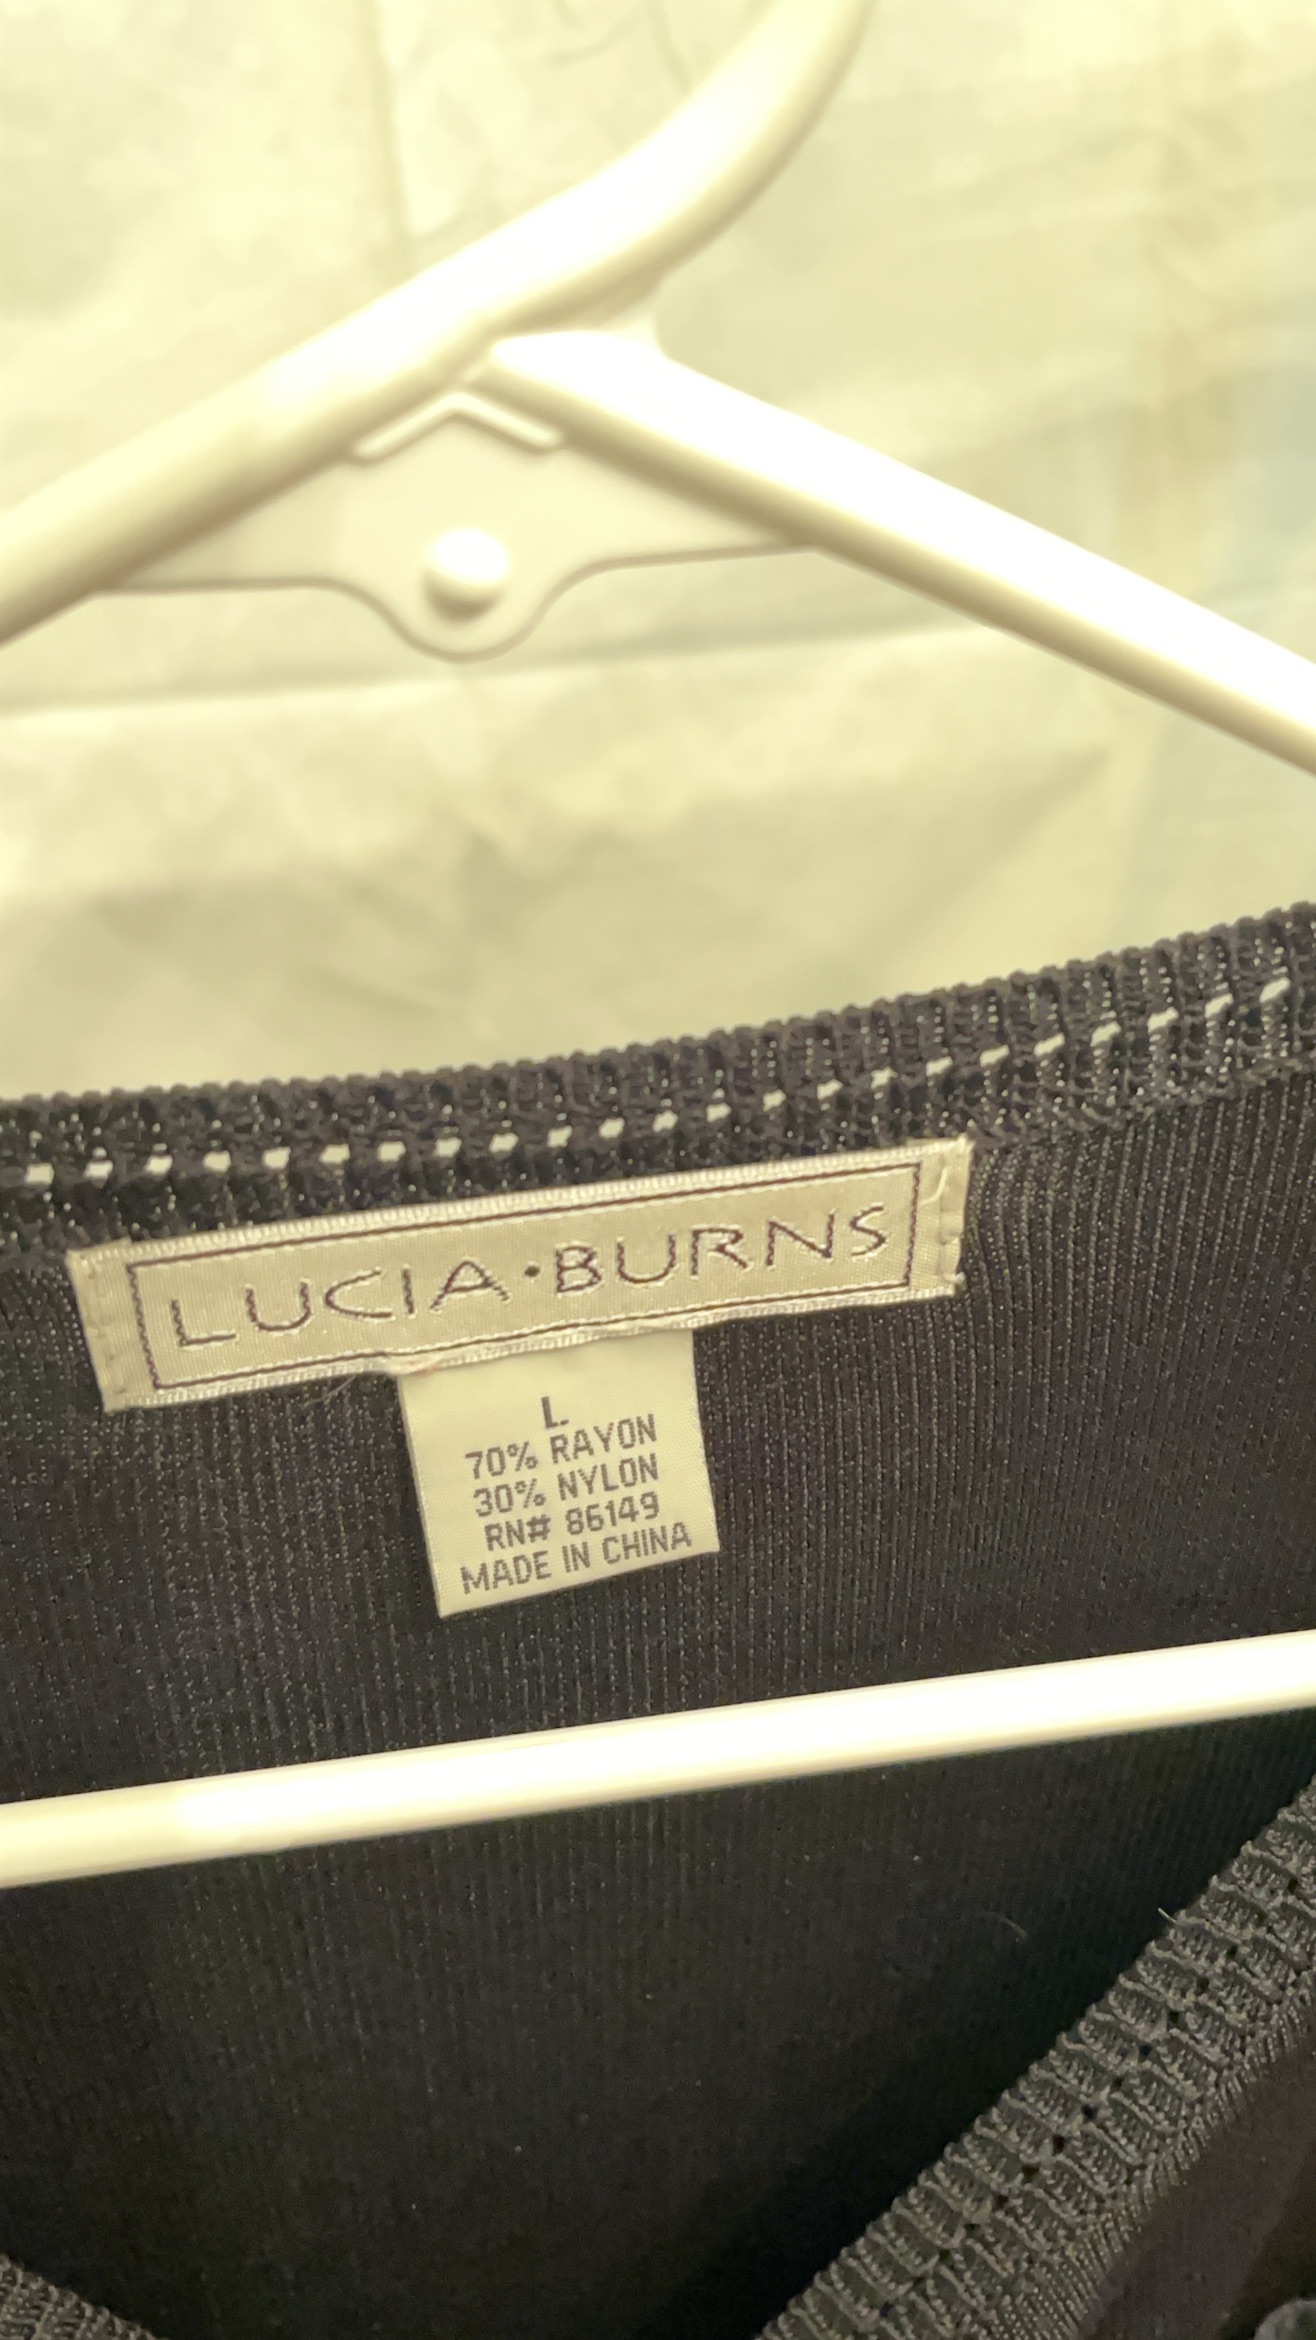 LUCIA·BURNS
L
70% RAYON
30% NYLON
RN# 86149
MADE IN CHINA